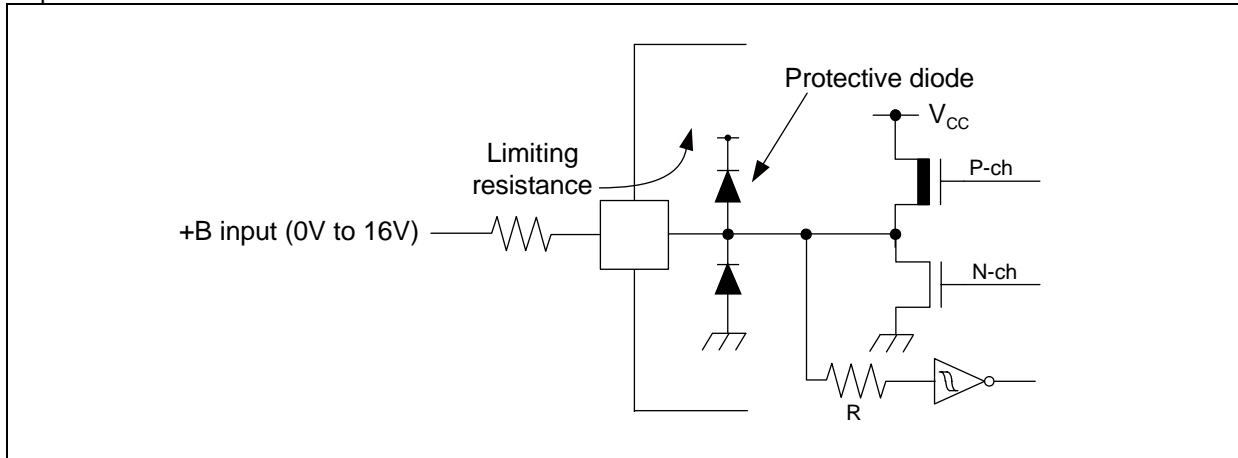 Protective diode
V_CC
Limiting
resistance
P-ch
+B input (0V to 16V)
N-ch
R